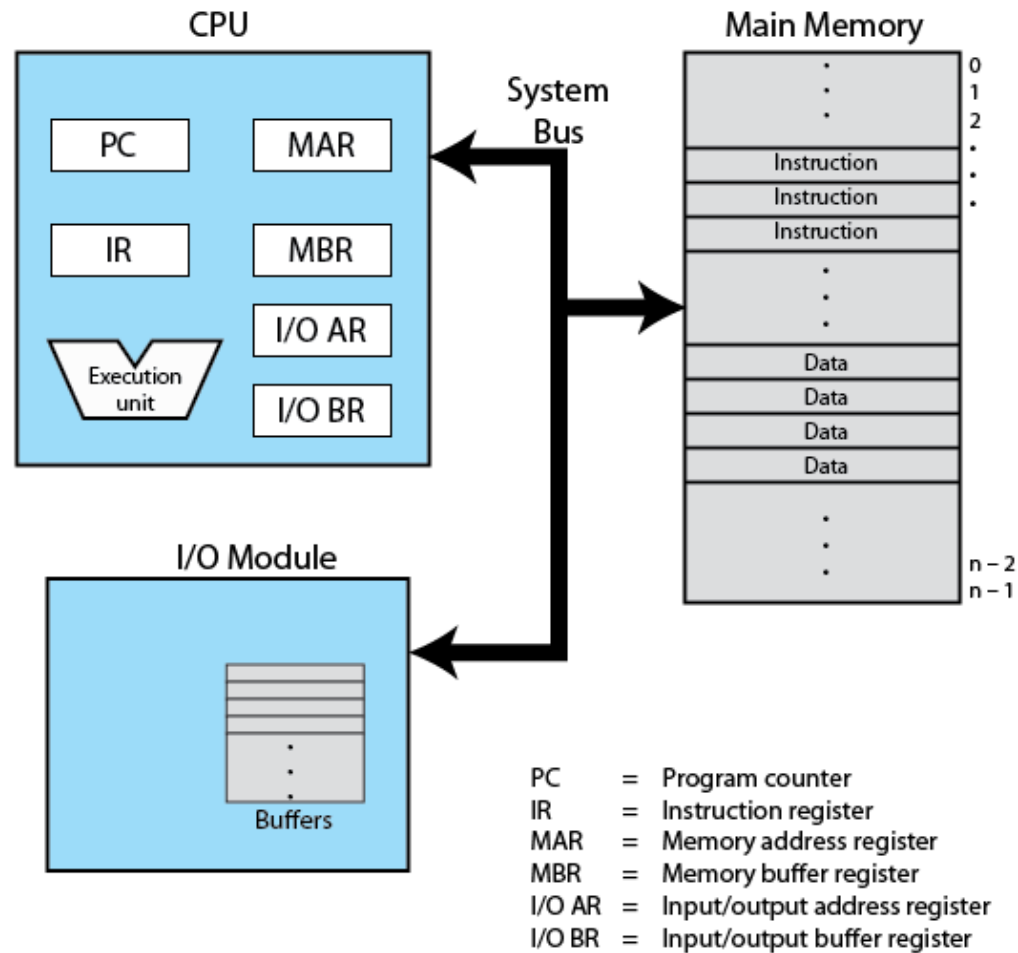 CPU
PC
MAR
IR
MBR
I/O AR
I/O BR
Execution
unit
System
Bus
Main Memory
0
1
2
Instruction
Instruction
Instruction
Data
Data
Data
Data
n – 2
n – 1
I/O Module
Buffers
PC = Program counter
IR = Instruction register
MAR = Memory address register
MBR = Memory buffer register
I/O AR = Input/output address register
I/O BR = Input/output buffer register